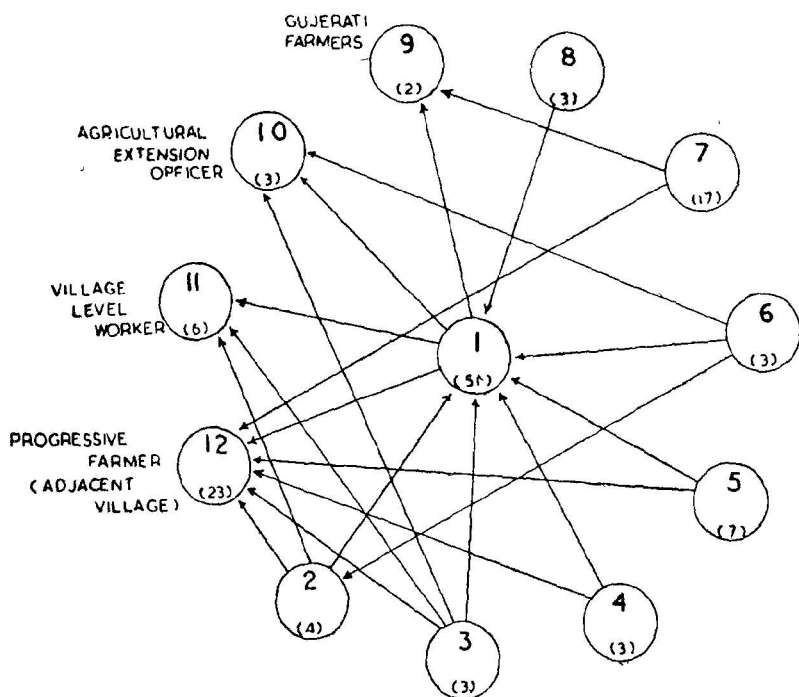 GUJERATI
FARMERS
9
(2)
8
(3)
AGRICULTURAL
EXTENSION
OFFICER
10
(3)
7
(17)
VILLAGE
LEVEL
WORKER
11
(6)
1
6
(3)
PROGRESSIVE
FARMER
(ADJACENT
VILLAGE)
12
(23)
5
(7)
2
(4)
3
(3)
4
(3)